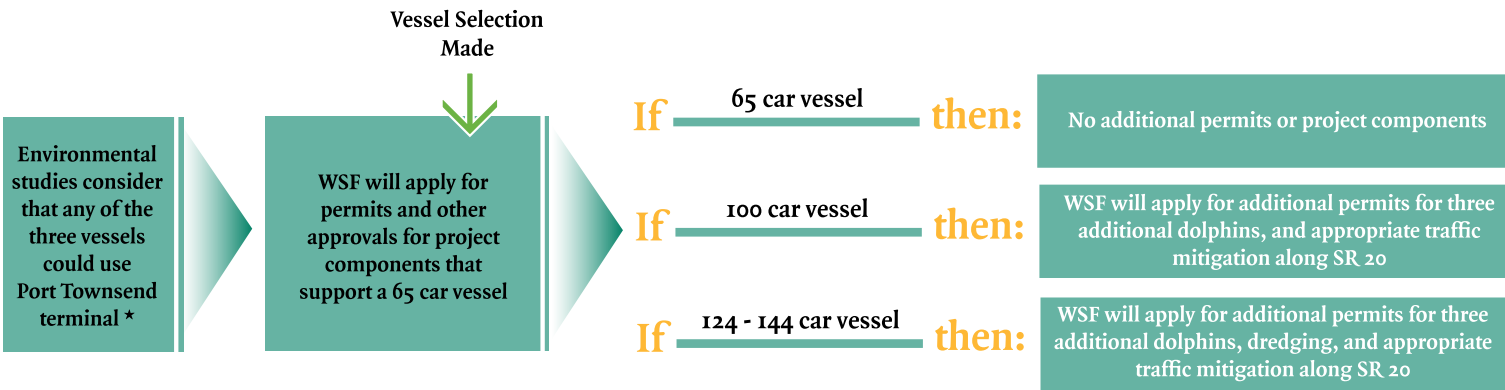 Vessel Selection
Made
Environmental
studies consider
that any of the
three vessels
could use
Port Townsend
terminal ★
WSF will apply for
permits and other
approvals for project
components that
support a 65 car vessel
If
65 car vessel
then:
No additional permits or project components
If
100 car vessel
then:
WSF will apply for additional permits for three
additional dolphins, and appropriate traffic
mitigation along SR 20
If
124 - 144 car vessel
then:
WSF will apply for additional permits for three
additional dolphins, dredging, and appropriate
traffic mitigation along SR 20